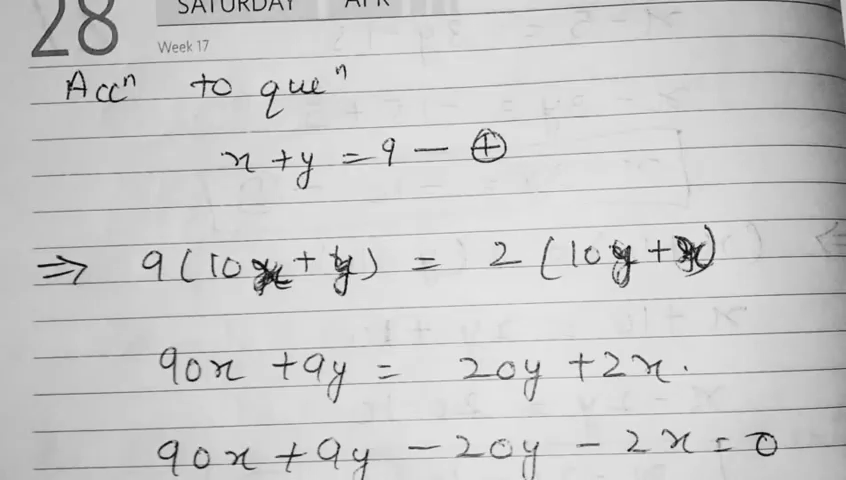 28 SATURDAY APR
Week 17
Accⁿ to queⁿ
x + y = 9 — ⊕
⇒ 9(10x + y) = 2(10y + x)
90x + 9y = 20y + 2x.
90x + 9y - 20y - 2x = 0